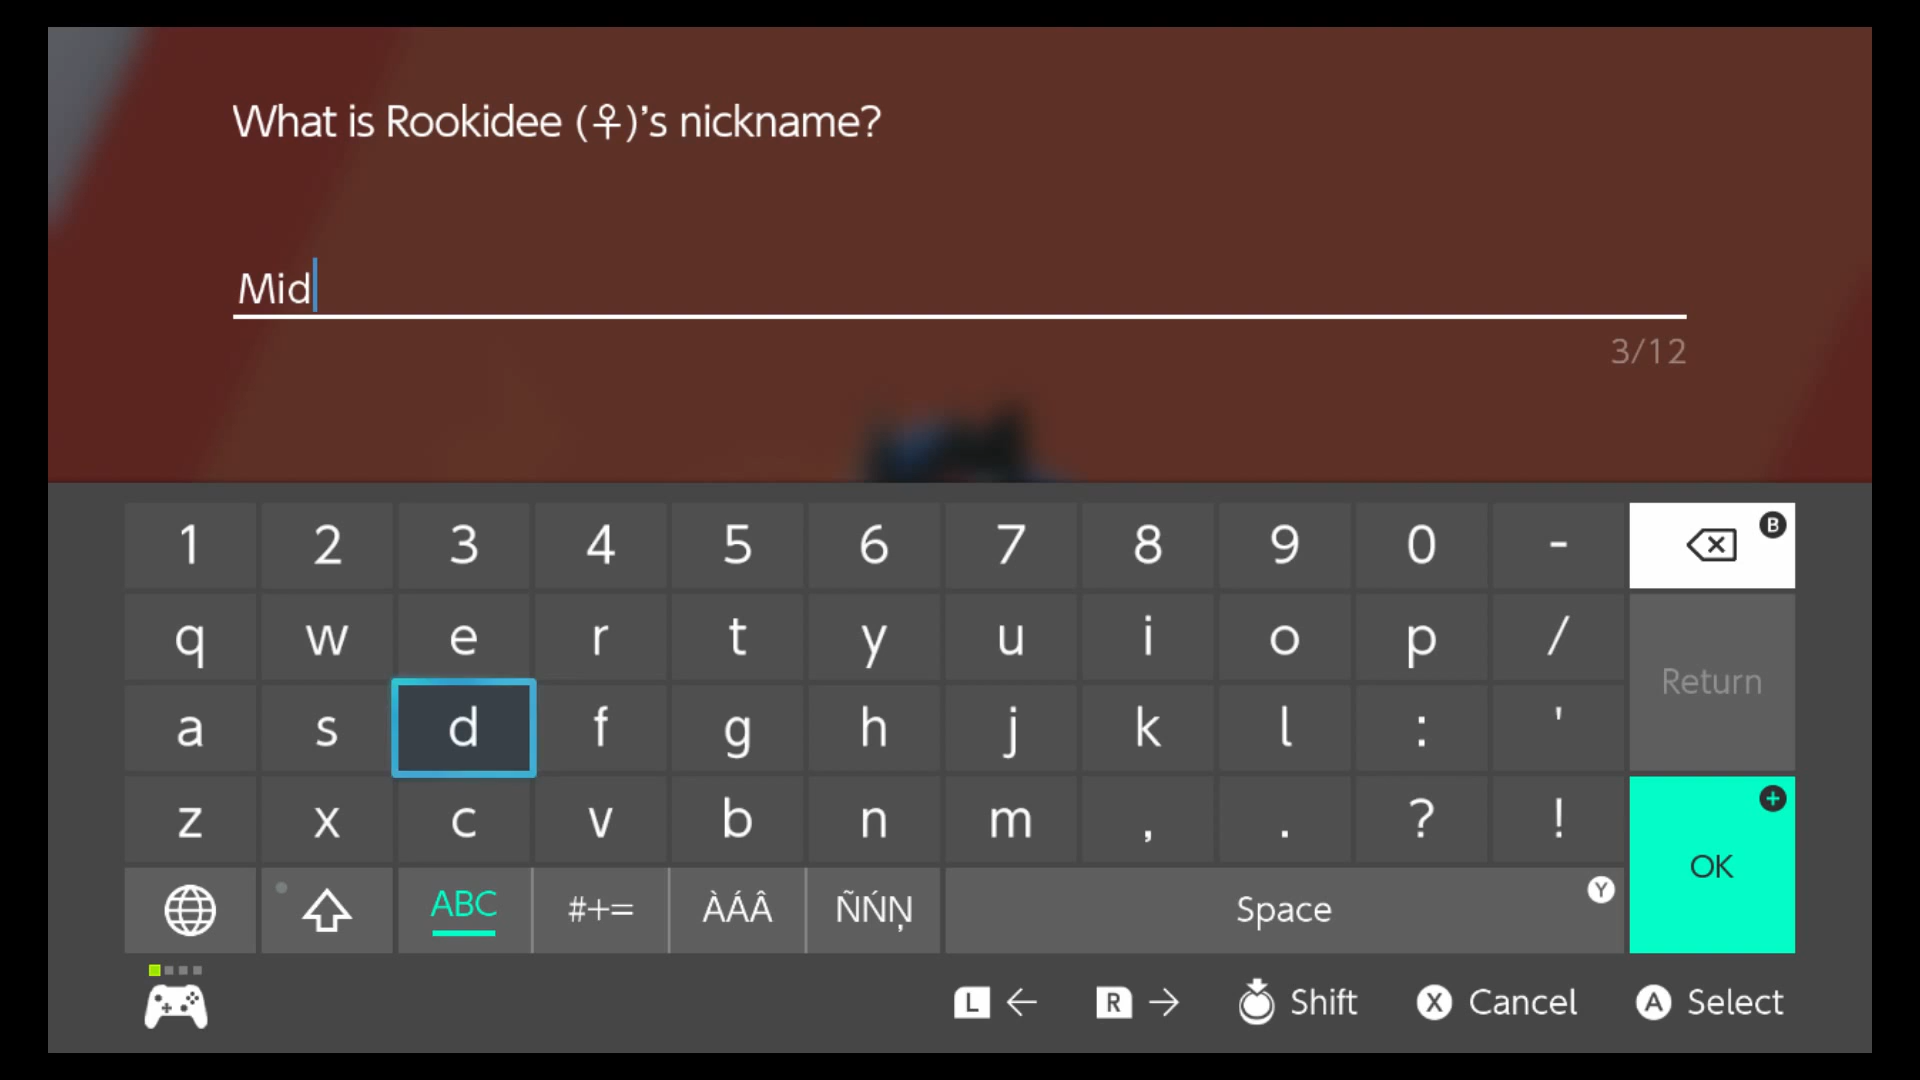 What is Rookidee (♀)'s nickname?
Mid
3/12
1 2 3 4 5 6 7 8 9 0 - B
q w e r t y u i o p / Return
a s d f g h j k l : '
z x c v b n m , . ? ! + OK
ABC #+= ÀÁÂ ÑŃŅ Space Y
L ← R → Shift X Cancel A Select